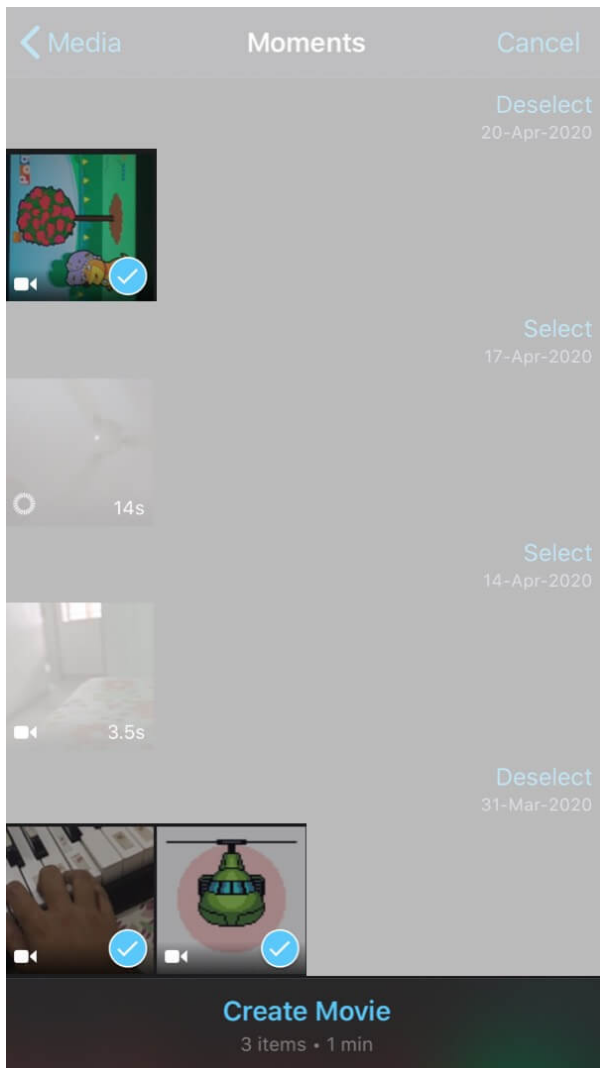 Media
Moments
Cancel
Deselect
20-Apr-2020
Select
17-Apr-2020
14s
Select
14-Apr-2020
3.5s
Deselect
31-Mar-2020
Create Movie
3 items • 1 min